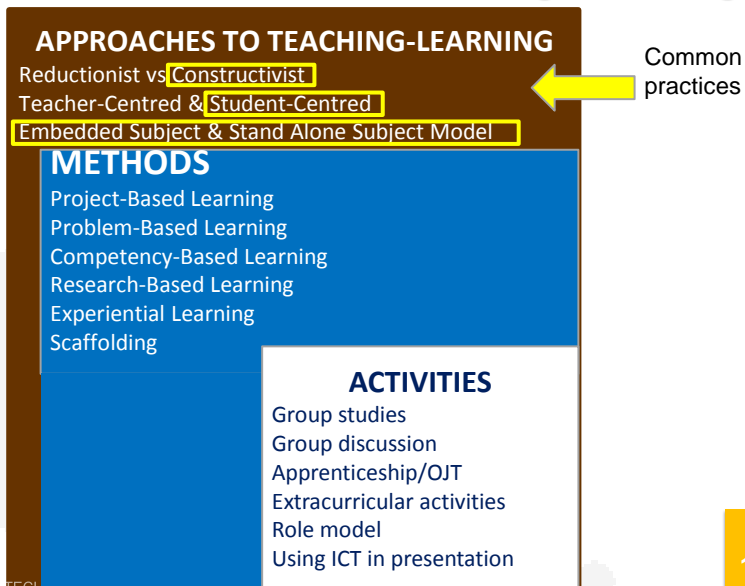 APPROACHES TO TEACHING-LEARNING
Reductionist vs Constructivist
Teacher-Centred & Student-Centred
Embedded Subject & Stand Alone Subject Model
Common
practices
METHODS
Project-Based Learning
Problem-Based Learning
Competency-Based Learning
Research-Based Learning
Experiential Learning
Scaffolding
ACTIVITIES
Group studies
Group discussion
Apprenticeship/OJT
Extracurricular activities
Role model
Using ICT in presentation